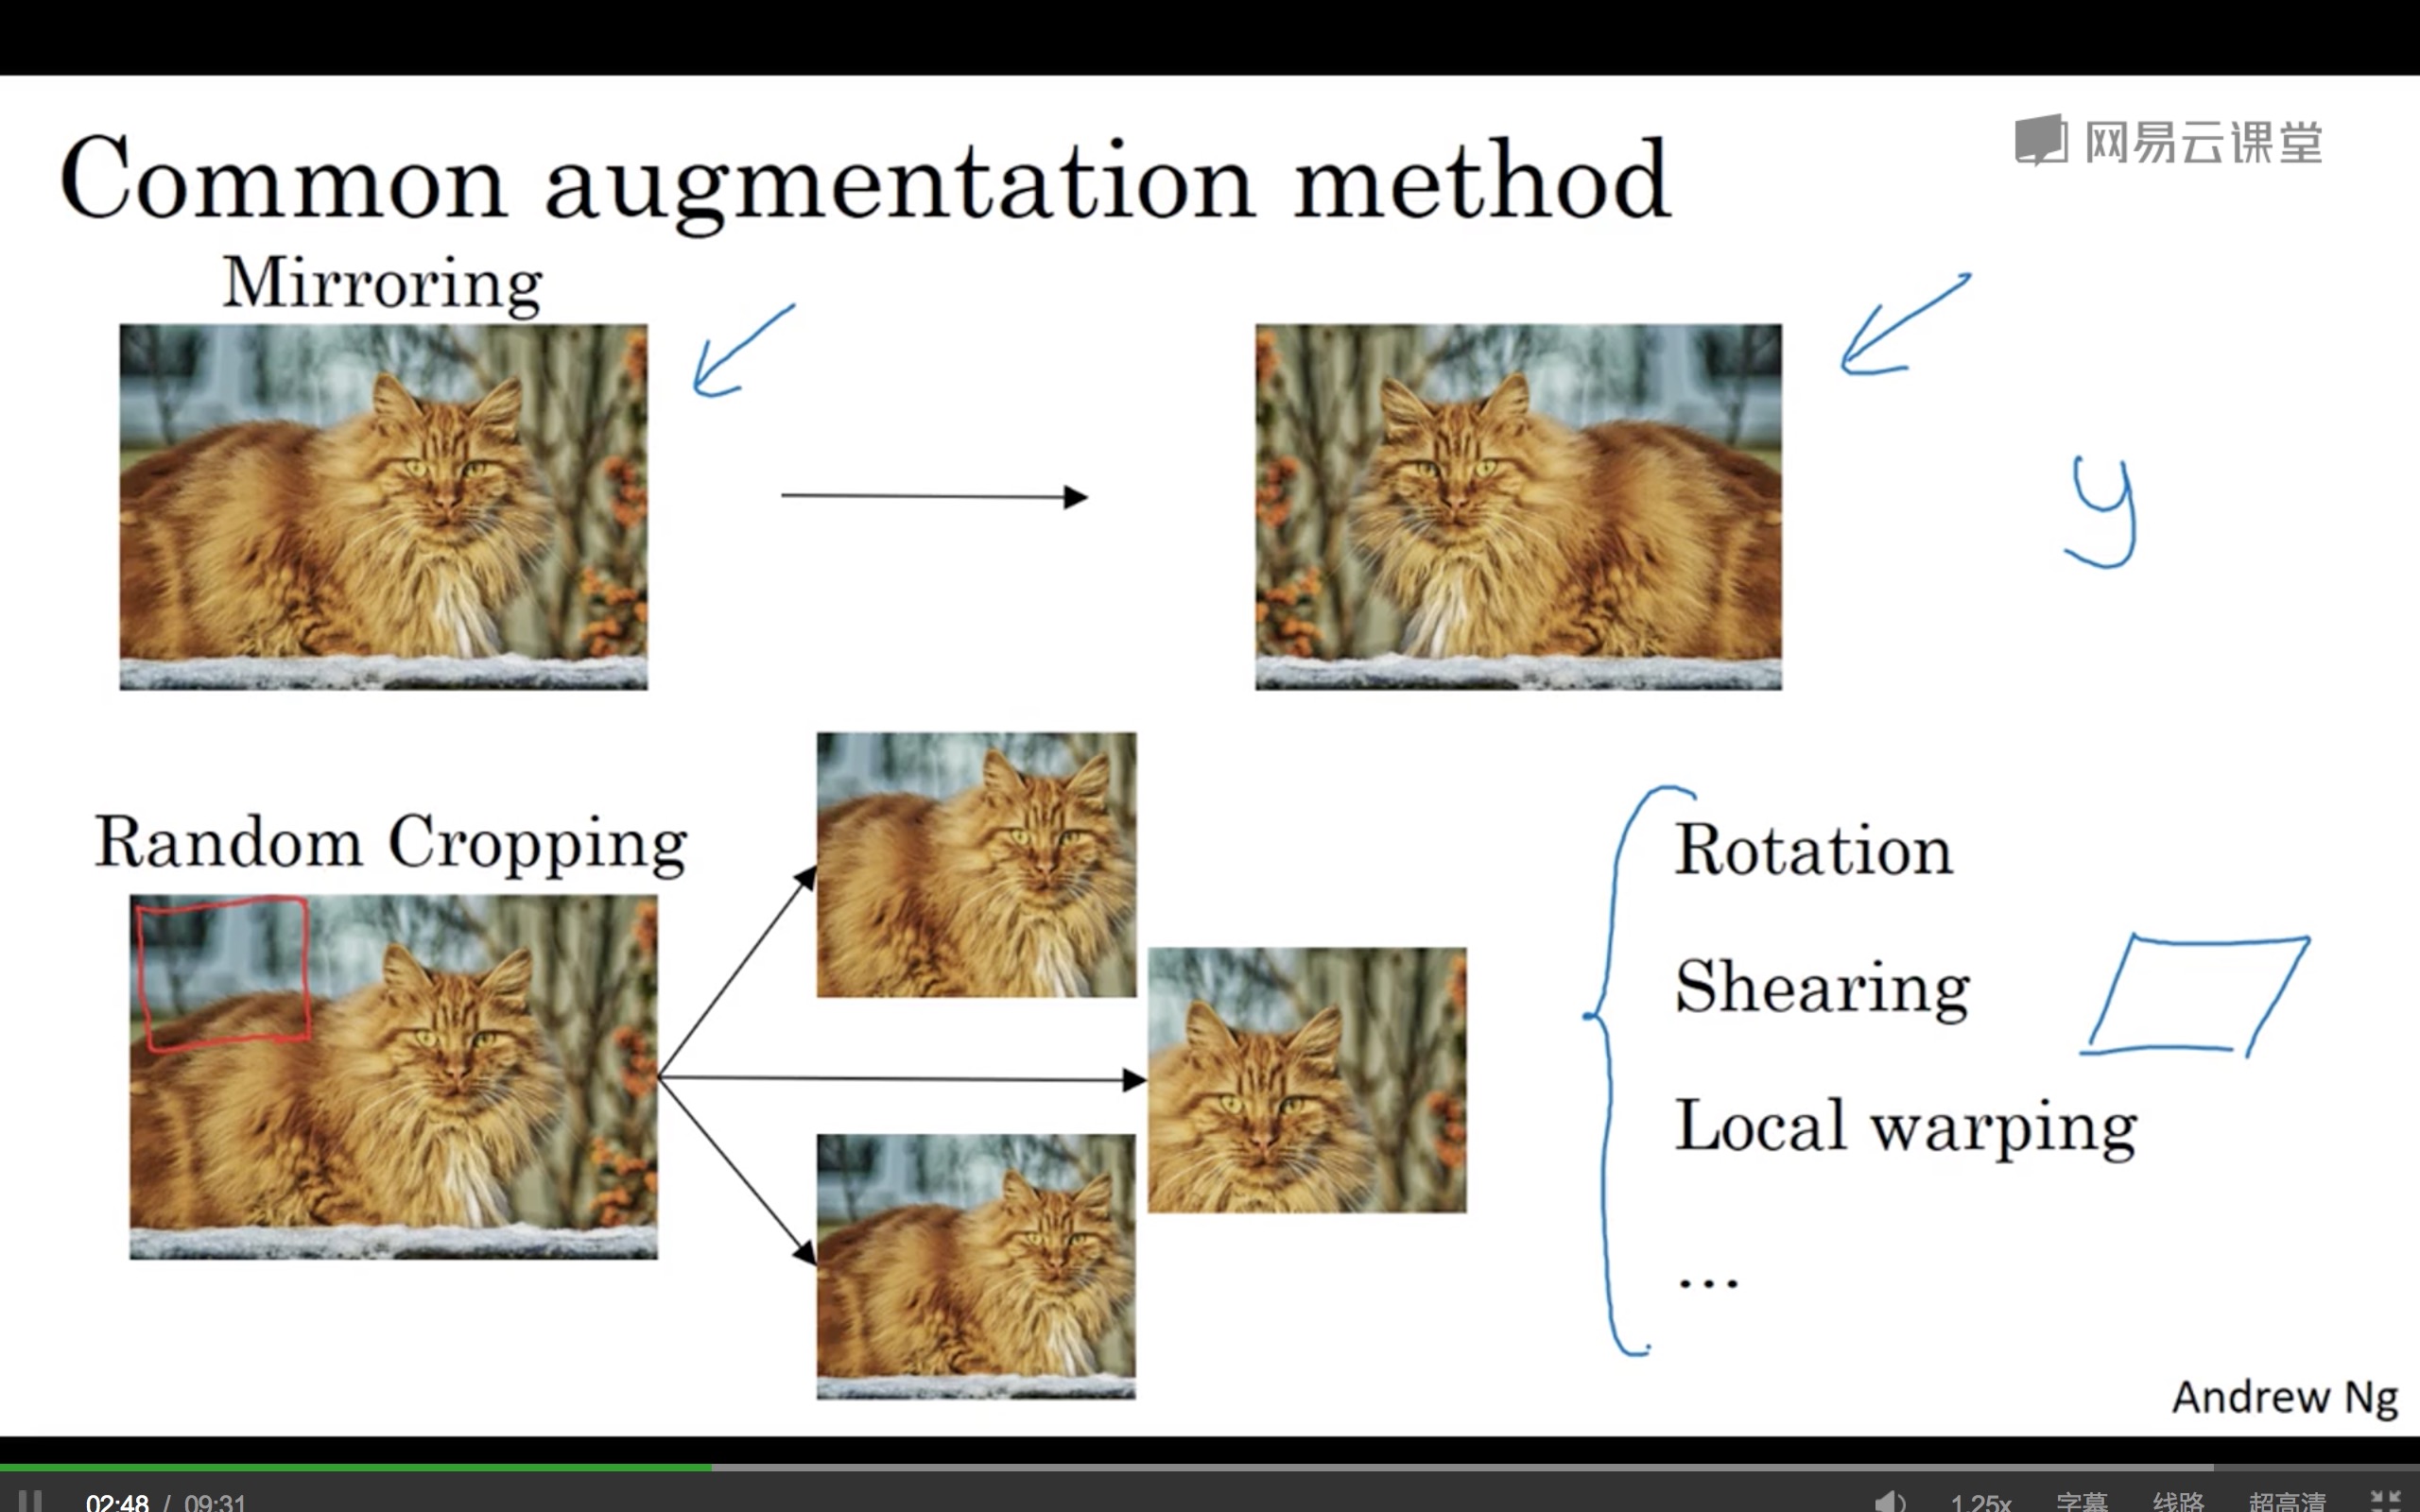 Common augmentation method
网易云课堂
Mirroring
y
Random Cropping
Rotation
Shearing
Local warping
...
Andrew Ng
02:48 / 09:31
1.25x 字幕 线路 超高清